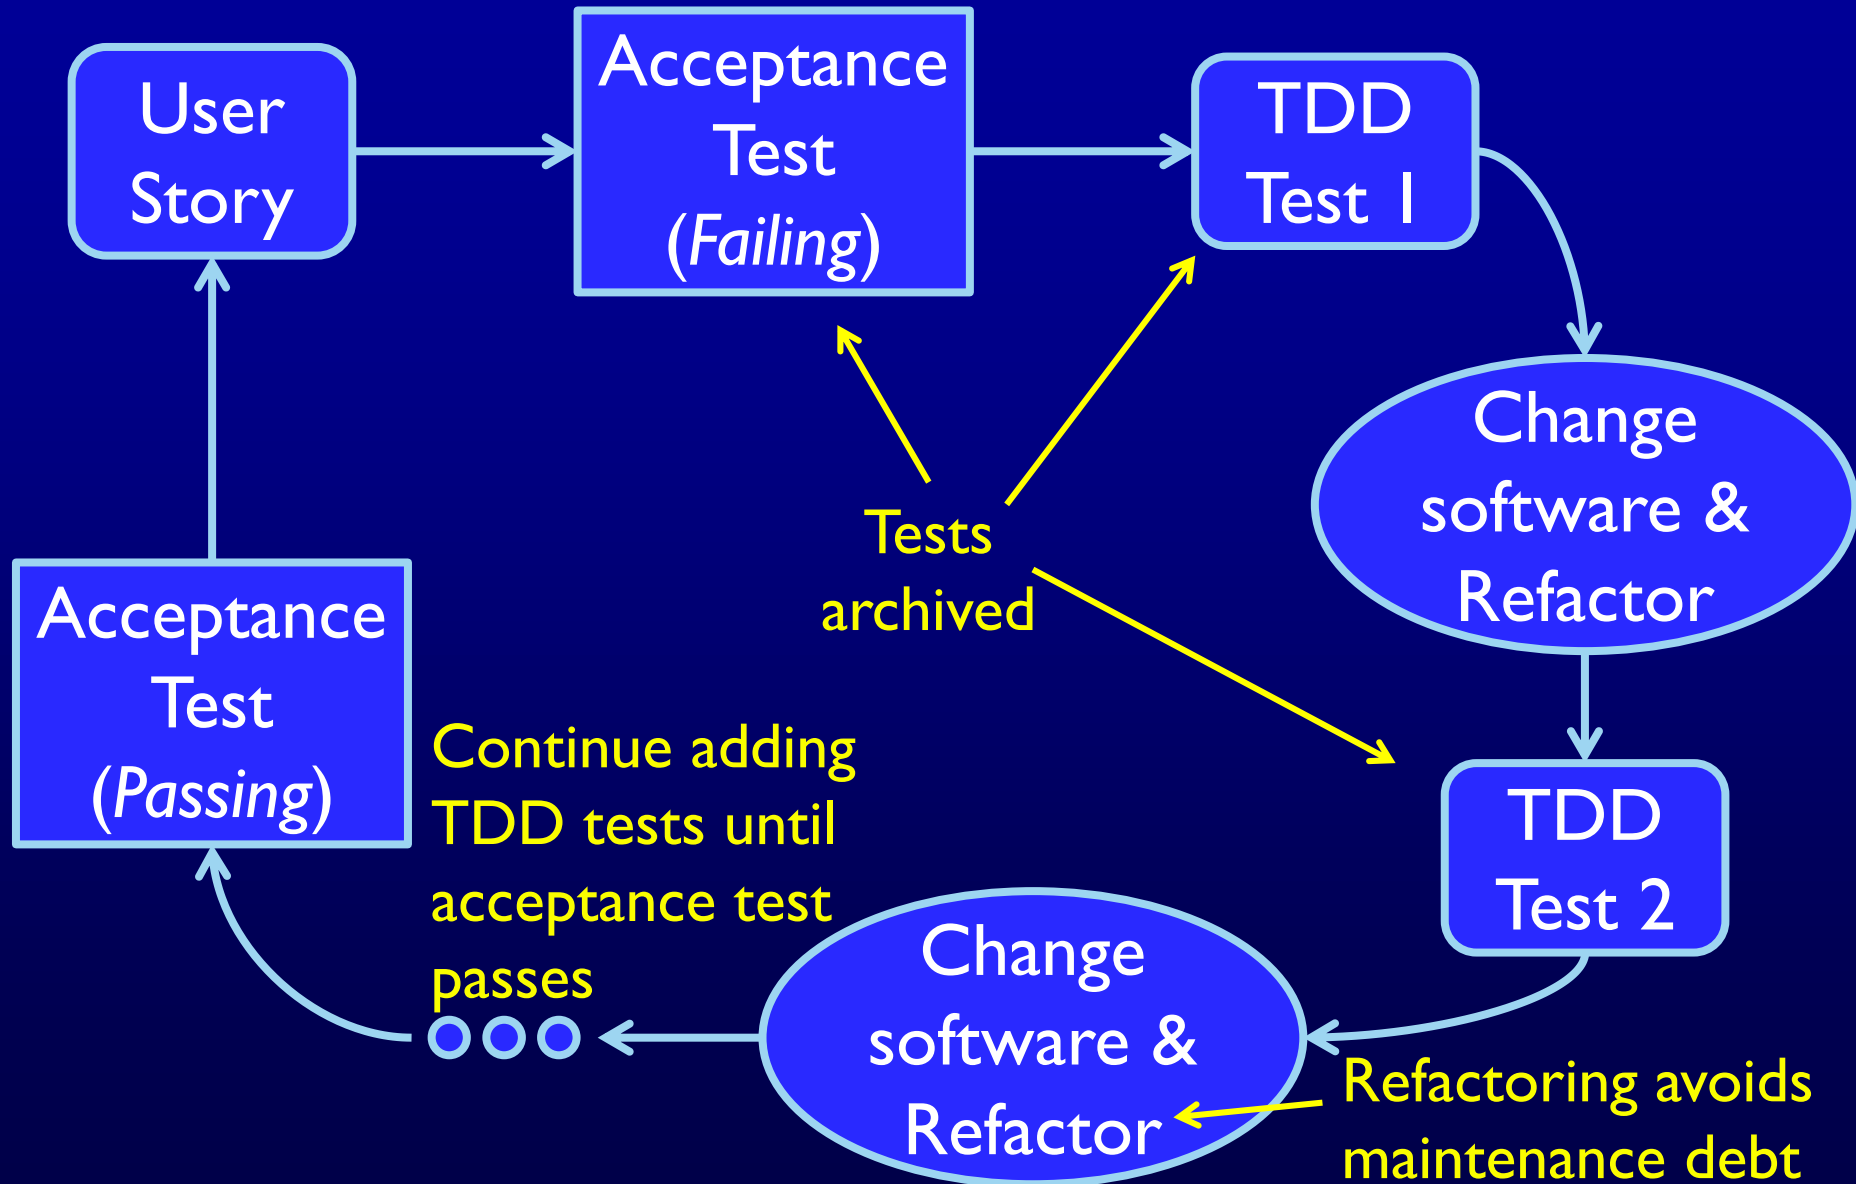 User
Story
Acceptance
Test
(Failing)
TDD
Test 1
Change
software &
Refactor
Tests
archived
TDD
Test 2
Change
software &
Refactor
Refactoring avoids
maintenance debt
Continue adding
TDD tests until
acceptance test
passes
Acceptance
Test
(Passing)